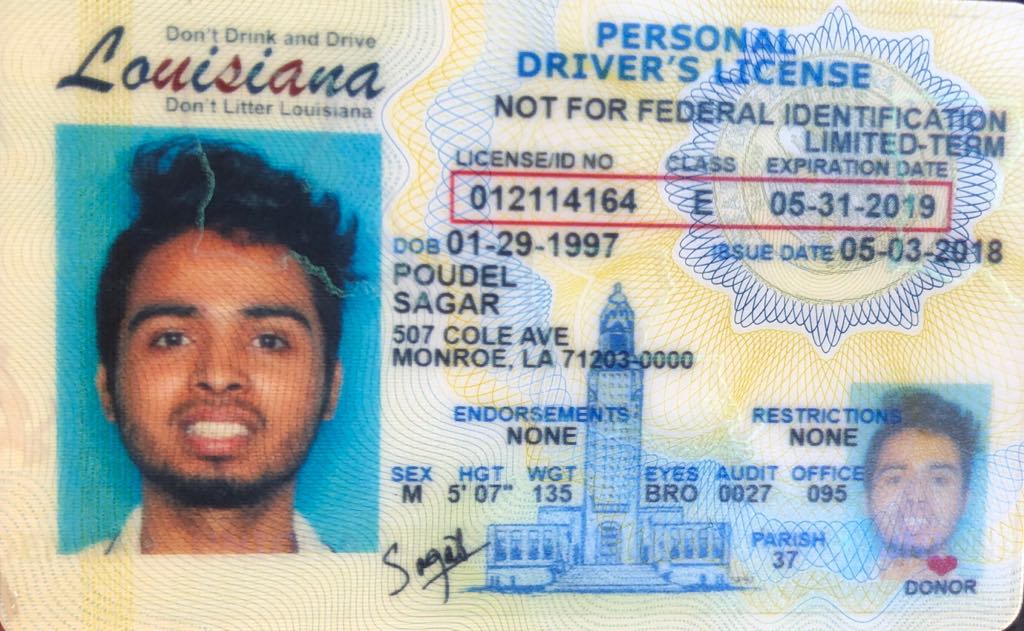 Don't Drink and Drive
Louisiana
Don't Litter Louisiana
PERSONAL
DRIVER'S LICENSE
NOT FOR FEDERAL IDENTIFICATION
LIMITED-TERM
LICENSE/ID NO CLASS EXPIRATION DATE
012114164 E 05-31-2019
DOB 01-29-1997 ISSUE DATE 05-03-2018
POUDEL
SAGAR
507 COLE AVE
MONROE, LA 71203-0000
ENDORSEMENTS RESTRICTIONS
NONE NONE
SEX HGT WGT EYES AUDIT OFFICE
M 5' 07" 135 BRO 0027 095
PARISH
37
Sagar
DONOR